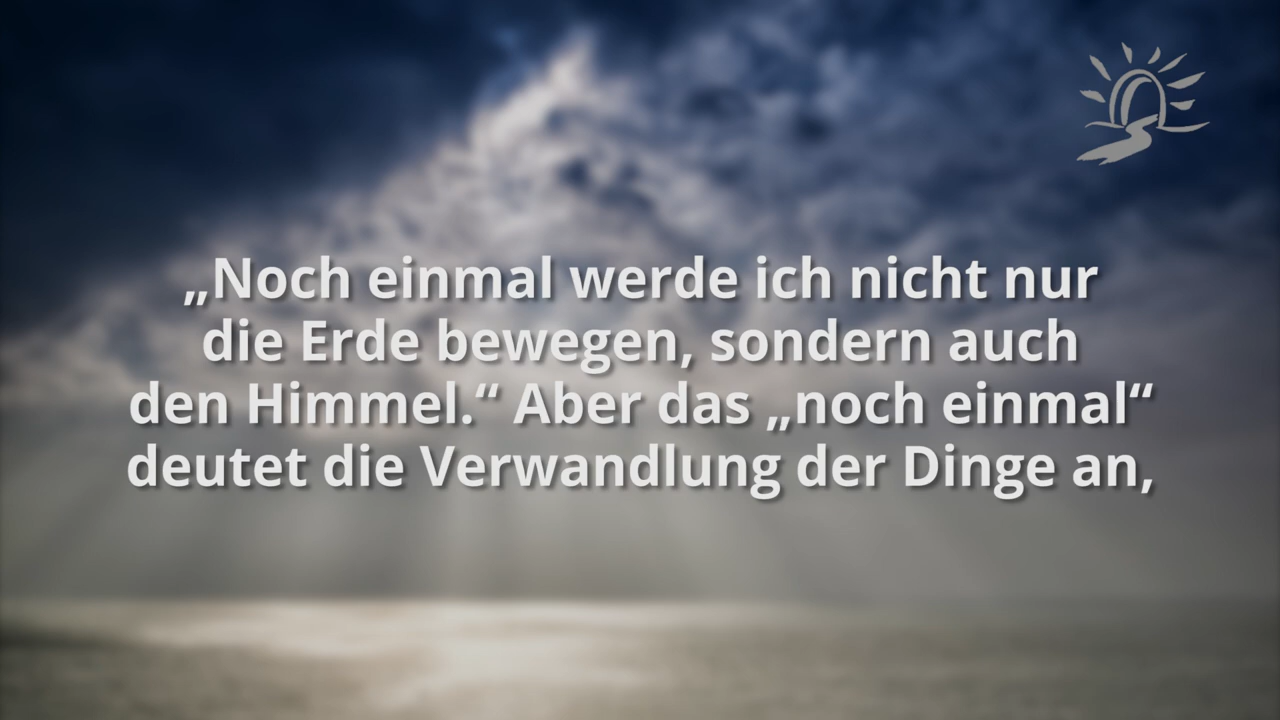 „Noch einmal werde ich nicht nur
die Erde bewegen, sondern auch
den Himmel.“ Aber das „noch einmal“
deutet die Verwandlung der Dinge an,